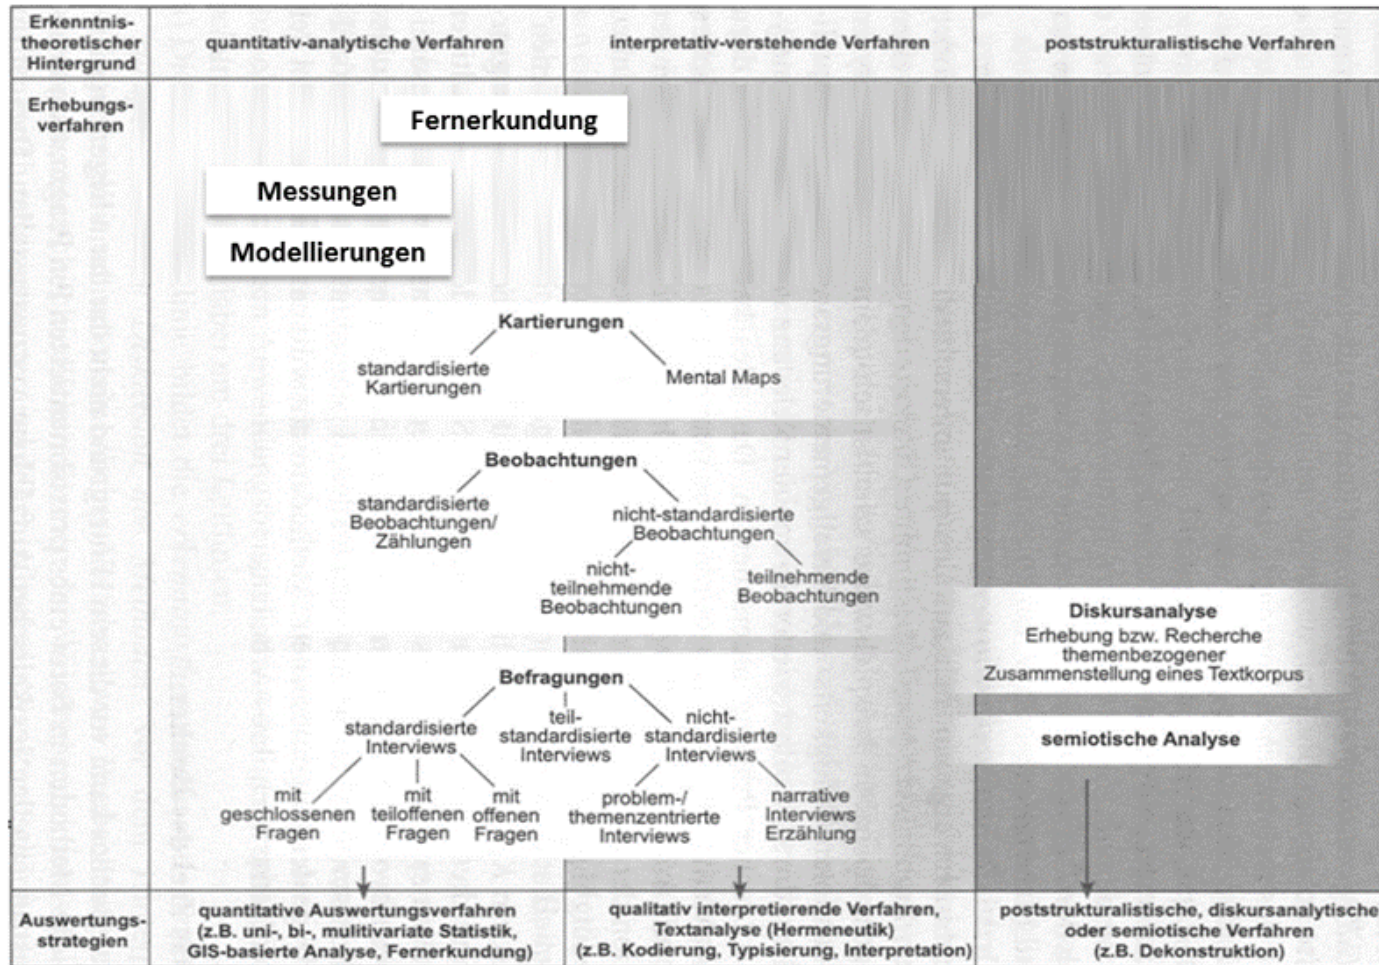 Erkenntnis-
theoretischer
Hintergrund
quantitativ-analytische Verfahren
interpretativ-verstehende Verfahren
poststrukturalistische Verfahren
Erhebungs-
verfahren
Fernerkundung
Messungen
Modellierungen
Kartierungen
standardisierte
Kartierungen
Mental Maps
Beobachtungen
standardisierte
Beobachtungen/
Zählungen
nicht-standardisierte
Beobachtungen
nicht-
teilnehmende
Beobachtungen
teilnehmende
Beobachtungen
Diskursanalyse
Erhebung bzw. Recherche
themenbezogener
Zusammenstellung eines Textkorpus
semiotische Analyse
Befragungen
standardisierte
Interviews
teil-
standardisierte
Interviews
nicht-
standardisierte
Interviews
mit
geschlossenen
Fragen
mit
teiloffenen
Fragen
mit
offenen
Fragen
problem-/
themenzentrierte
Interviews
narrative
Interviews
Erzählung
Auswertungs-
strategien
quantitative Auswertungsverfahren
(z.B. uni-, bi-, mulitivariate Statistik,
GIS-basierte Analyse, Fernerkundung)
qualitativ interpretierende Verfahren,
Textanalyse (Hermeneutik)
(z.B. Kodierung, Typisierung, Interpretation)
poststrukturalistische, diskursanalytische
oder semiotische Verfahren
(z.B. Dekonstruktion)